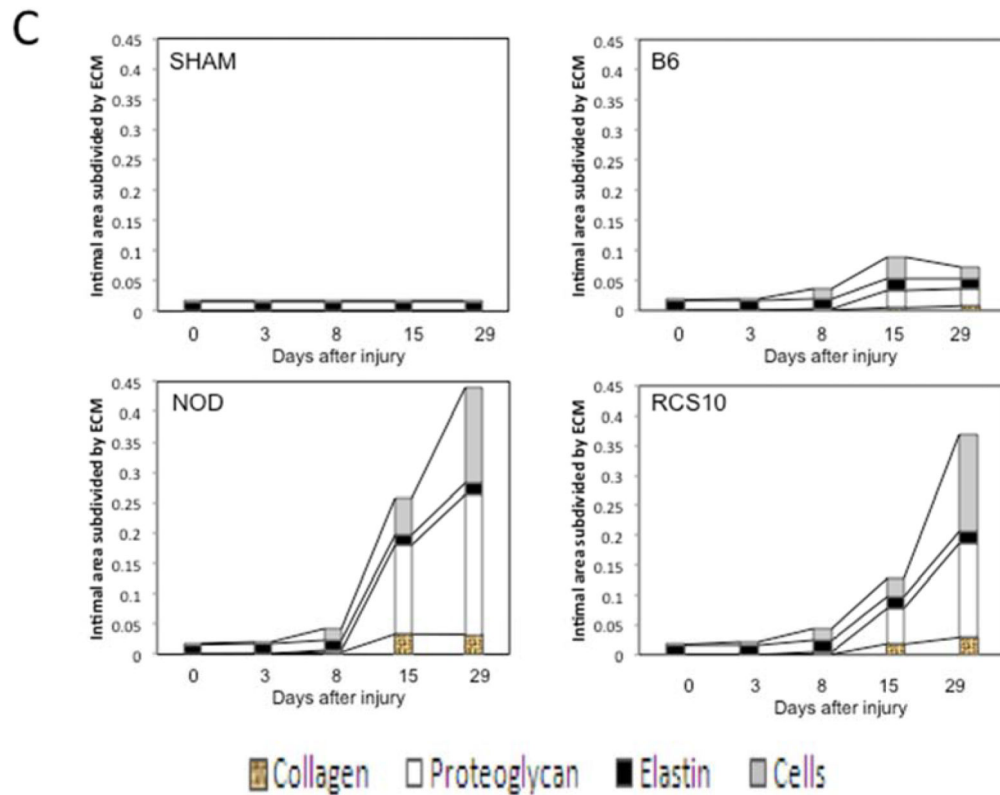 C
SHAM
Intimal area subdivided by ECM
0.45
0.4
0.35
0.3
0.25
0.2
0.15
0.1
0.05
0
0 3 8 15 29
Days after injury
B6
Intimal area subdivided by ECM
0.45
0.4
0.35
0.3
0.25
0.2
0.15
0.1
0.05
0
0 3 8 15 29
Days after injury
NOD
Intimal area subdivided by ECM
0.45
0.4
0.35
0.3
0.25
0.2
0.15
0.1
0.05
0
0 3 8 15 29
Days after injury
RCS10
Intimal area subdivided by ECM
0.45
0.4
0.35
0.3
0.25
0.2
0.15
0.1
0.05
0
0 3 8 15 29
Days after injury
Collagen Proteoglycan Elastin Cells